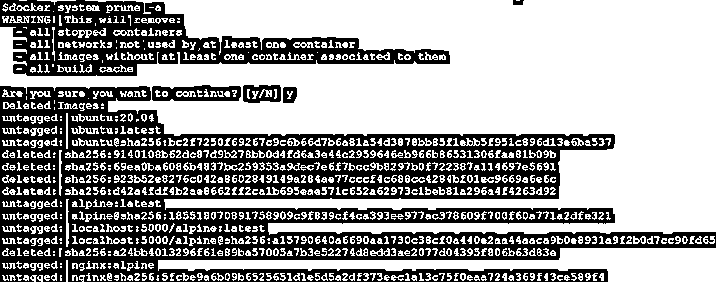 $docker system prune -a
WARNING! This will remove:
- all stopped containers
- all networks not used by at least one container
- all images without at least one container associated to them
- all build cache
Are you sure you want to continue? [y/N] y
Deleted Images:
untagged: ubuntu:20.04
untagged: ubuntu:latest
untagged: ubuntu@sha256:bc2f7250f69267c9c6b66d7b6a81a54d3878bb85f1ebb5f951c896d13e6ba537
deleted: sha256:9140108b62dc87d9b278bb0d4fd6a3e44c2959646eb966b86531306faa81b09b
deleted: sha256:69ea0ba6086b4837bc259353a9dec7e6f7bccc9b8297b0f722387a114697e5691
deleted: sha256:923b52e8276c042a8602849149e284ae77cccf4c688cc4284bf01ec9669a6e6c
deleted: sha256:d42a4fdf4b2ae8662ff2ca1b695eae571c652a62973c1beb81a296a4f4263d92
untagged: alpine:latest
untagged: alpine@sha256:185518070891758909c9f839cf4ca393ee977ac378609f700f60a771a2dfe321
untagged: localhost:5000/alpine:latest
untagged: localhost:5000/alpine@sha256:a15790640a6690aa1730c38cf0a440e2aa44aaca9b0e8931a9f2b0d7cc90fd65
deleted: sha256:a24bb4013296f61e89ba57005a7b3e52274d8edd3ae2077d04395f806b63d83e
untagged: nginx:alpine
untagged: nginx@sha256:5fcbe9a6b09b6525651d1e5d5a2df373eec1a13c75f0eaa724a369f43ce589f4